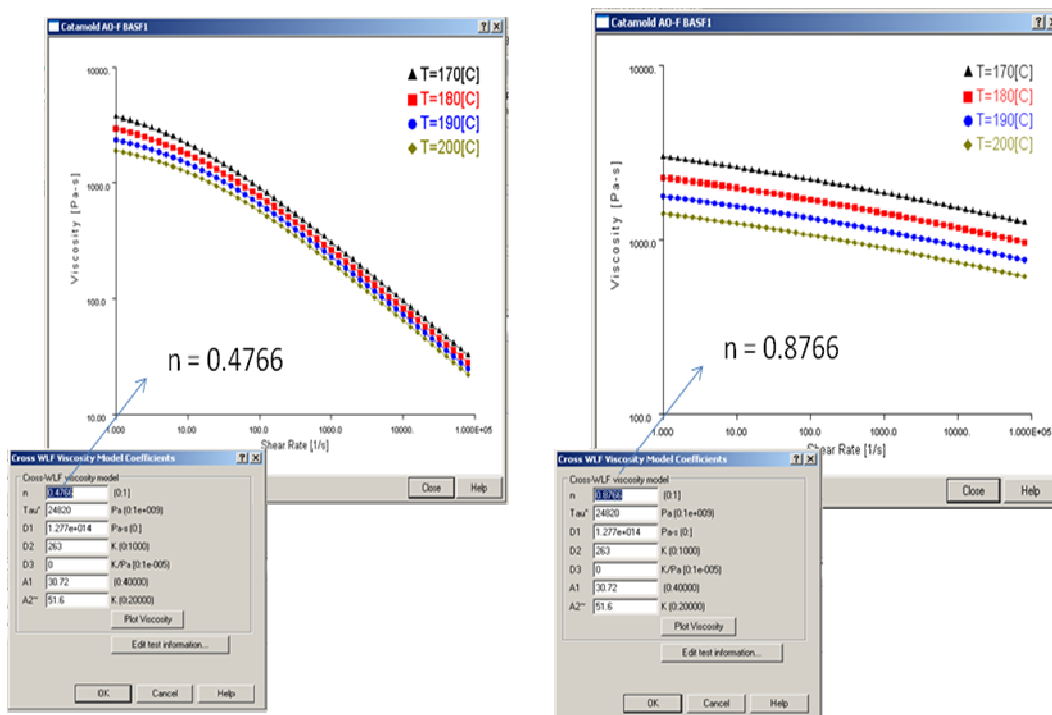 Catamold AO-F BASF1
10000.
T=170[C]
T=180[C]
T=190[C]
T=200[C]
1000.0
Viscosity [Pa-s]
100.0
n = 0.4766
10.00
1.000
10.00
100.0
1000.0
10000.
1.000E+05
Shear Rate [1/s]
Close
Help
Cross WLF Viscosity Model Coefficients
Cross-WLF viscosity model
n 0.4766 (0:1)
Tau* 24820 Pa (0:1e+009)
D1 1.277e+014 Pa-s (0:]
D2 263 K (0:1000)
D3 0 K/Pa [0:1e-005)
A1 30.72 (0:40000)
A2~ 51.6 K (0:20000)
Plot Viscosity
Edit test information...
OK
Cancel
Help
Catamold AO-F BASF1
10000.
T=170[C]
T=180[C]
T=190[C]
T=200[C]
1000.0
Viscosity [Pa-s]
n = 0.8766
100.0
1.000
10.00
100.0
1000.0
10000.
1.000E+05
Shear Rate [1/s]
Close
Help
Cross WLF Viscosity Model Coefficients
Cross-WLF viscosity model
n 0.8766 (0:1]
Tau* 24820 Pa (0:1e+009)
D1 1.277e+014 Pa-s (0:]
D2 263 K (0:1000)
D3 0 K/Pa [0:1e-005)
A1 30.72 (0:40000)
A2~ 51.6 K (0:20000)
Plot Viscosity
Edit test information...
OK
Cancel
Help